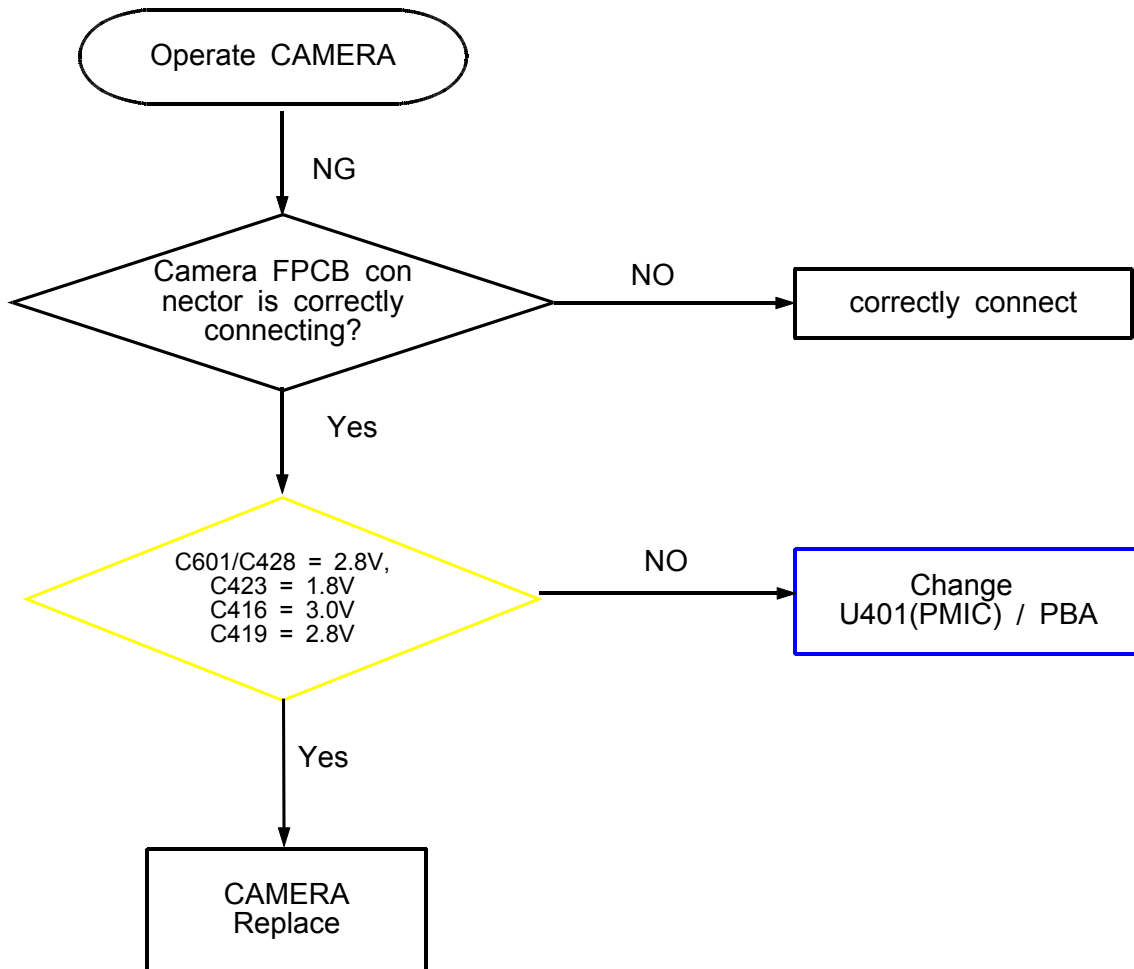 Operate CAMERA
NG
Camera FPCB con
nector is correctly
connecting?
NO
correctly connect
Yes
C601/C428 = 2.8V,
C423 = 1.8V
C416 = 3.0V
C419 = 2.8V
NO
Change
U401(PMIC) / PBA
Yes
CAMERA
Replace